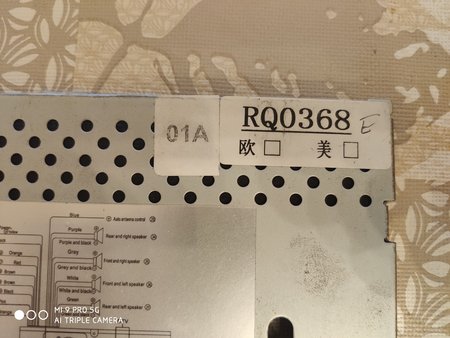 01A
RQ0368 E
欧 □ 美 □
Blue
Auto antenna control
Purple
Rear and right speaker
Purple and black
Gray
Front and right speaker
Gray and black
White
Front and left speaker
White and black
Green
Rear and left speaker
Orange
Red
Brown
Brown
MI 9 PRO 5G
AI TRIPLE CAMERA